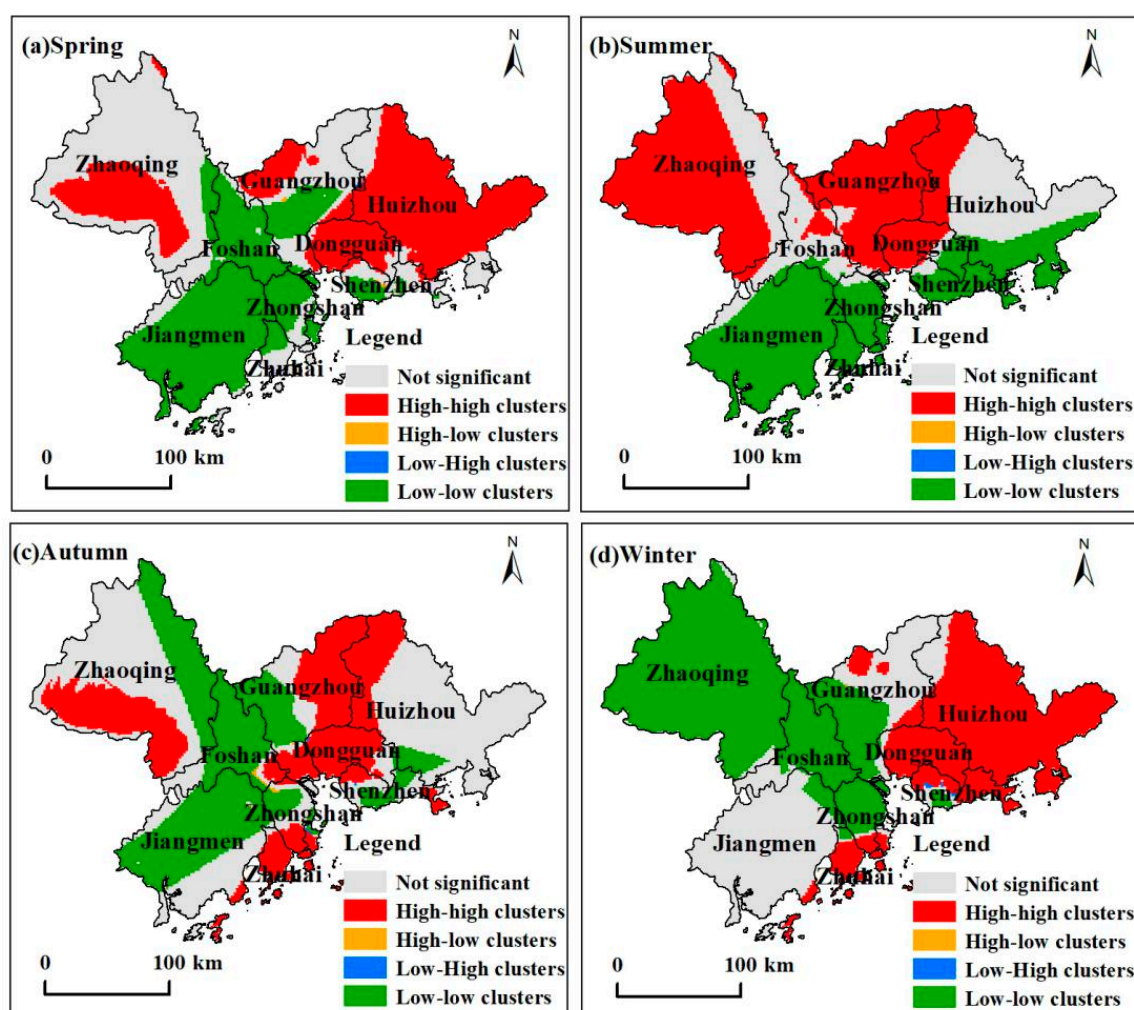 (a)Spring
N
Zhaoqing
Guangzhou
Huizhou
Foshan
Dongguan
Shenzhen
Zhongshan
Jiangmen
Zhuhai
Legend
Not significant
High-high clusters
High-low clusters
Low-High clusters
Low-low clusters
0 100 km
(b)Summer
N
Zhaoqing
Guangzhou
Huizhou
Foshan
Dongguan
Shenzhen
Zhongshan
Jiangmen
Zhuhai
Legend
Not significant
High-high clusters
High-low clusters
Low-High clusters
Low-low clusters
0 100 km
(c)Autumn
N
Zhaoqing
Guangzhou
Huizhou
Foshan
Dongguan
Shenzhen
Zhongshan
Jiangmen
Zhuhai
Legend
Not significant
High-high clusters
High-low clusters
Low-High clusters
Low-low clusters
0 100 km
(d)Winter
N
Zhaoqing
Guangzhou
Huizhou
Foshan
Dongguan
Shenzhen
Zhongshan
Jiangmen
Zhuhai
Legend
Not significant
High-high clusters
High-low clusters
Low-High clusters
Low-low clusters
0 100 km